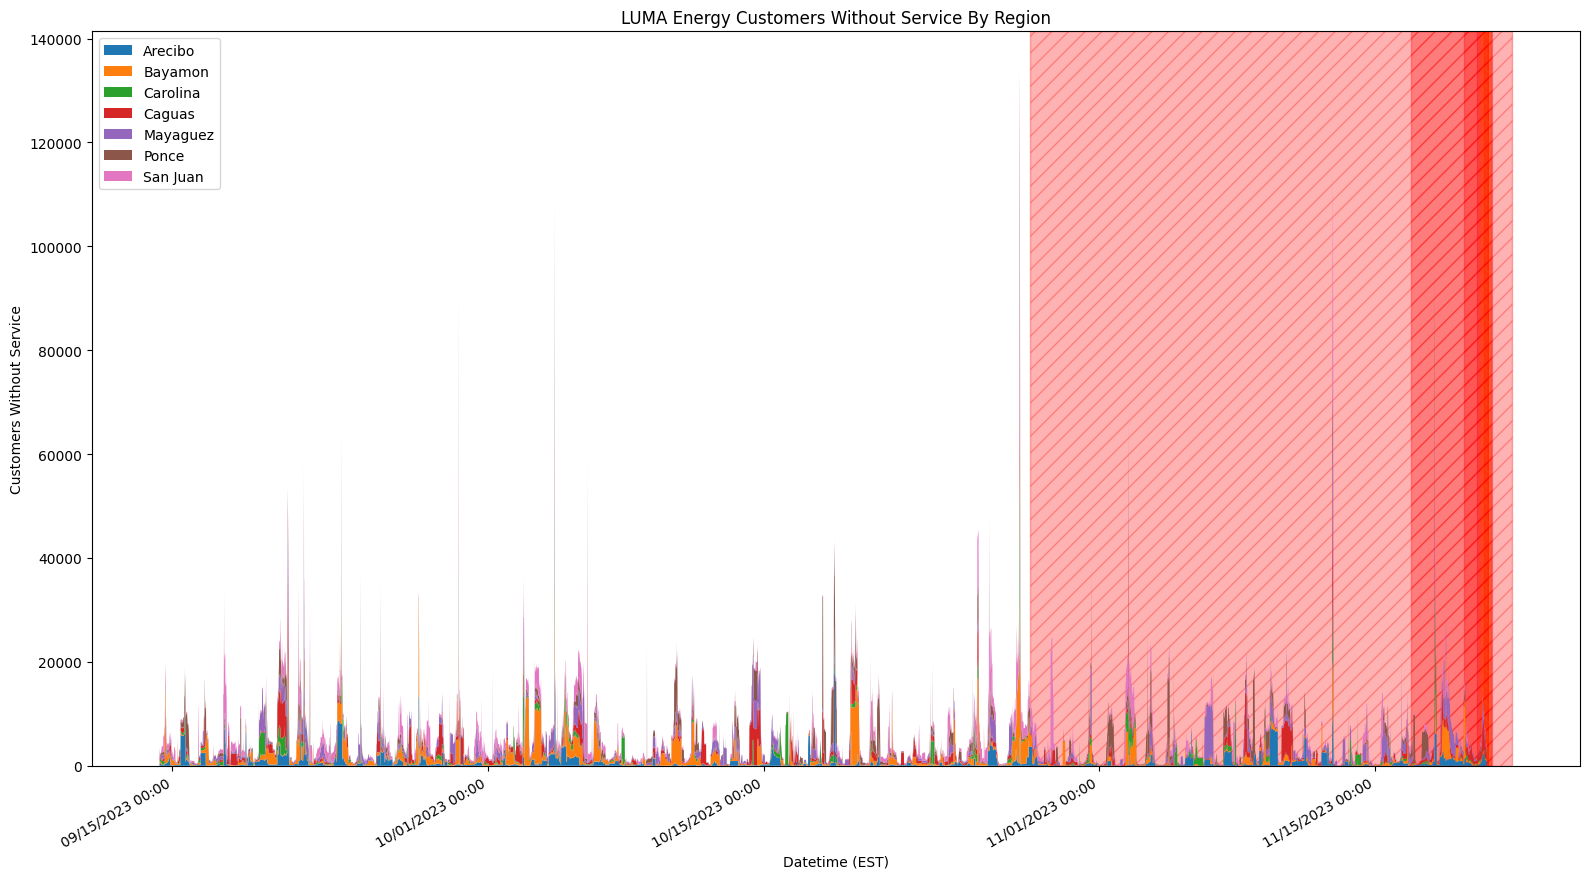 LUMA Energy Customers Without Service By Region
140000
120000
100000
80000
60000
40000
20000
0
Customers Without Service
Arecibo
Bayamon
Carolina
Caguas
Mayaguez
Ponce
San Juan
09/15/2023 00:00
10/01/2023 00:00
10/15/2023 00:00
11/01/2023 00:00
11/15/2023 00:00
Datetime (EST)